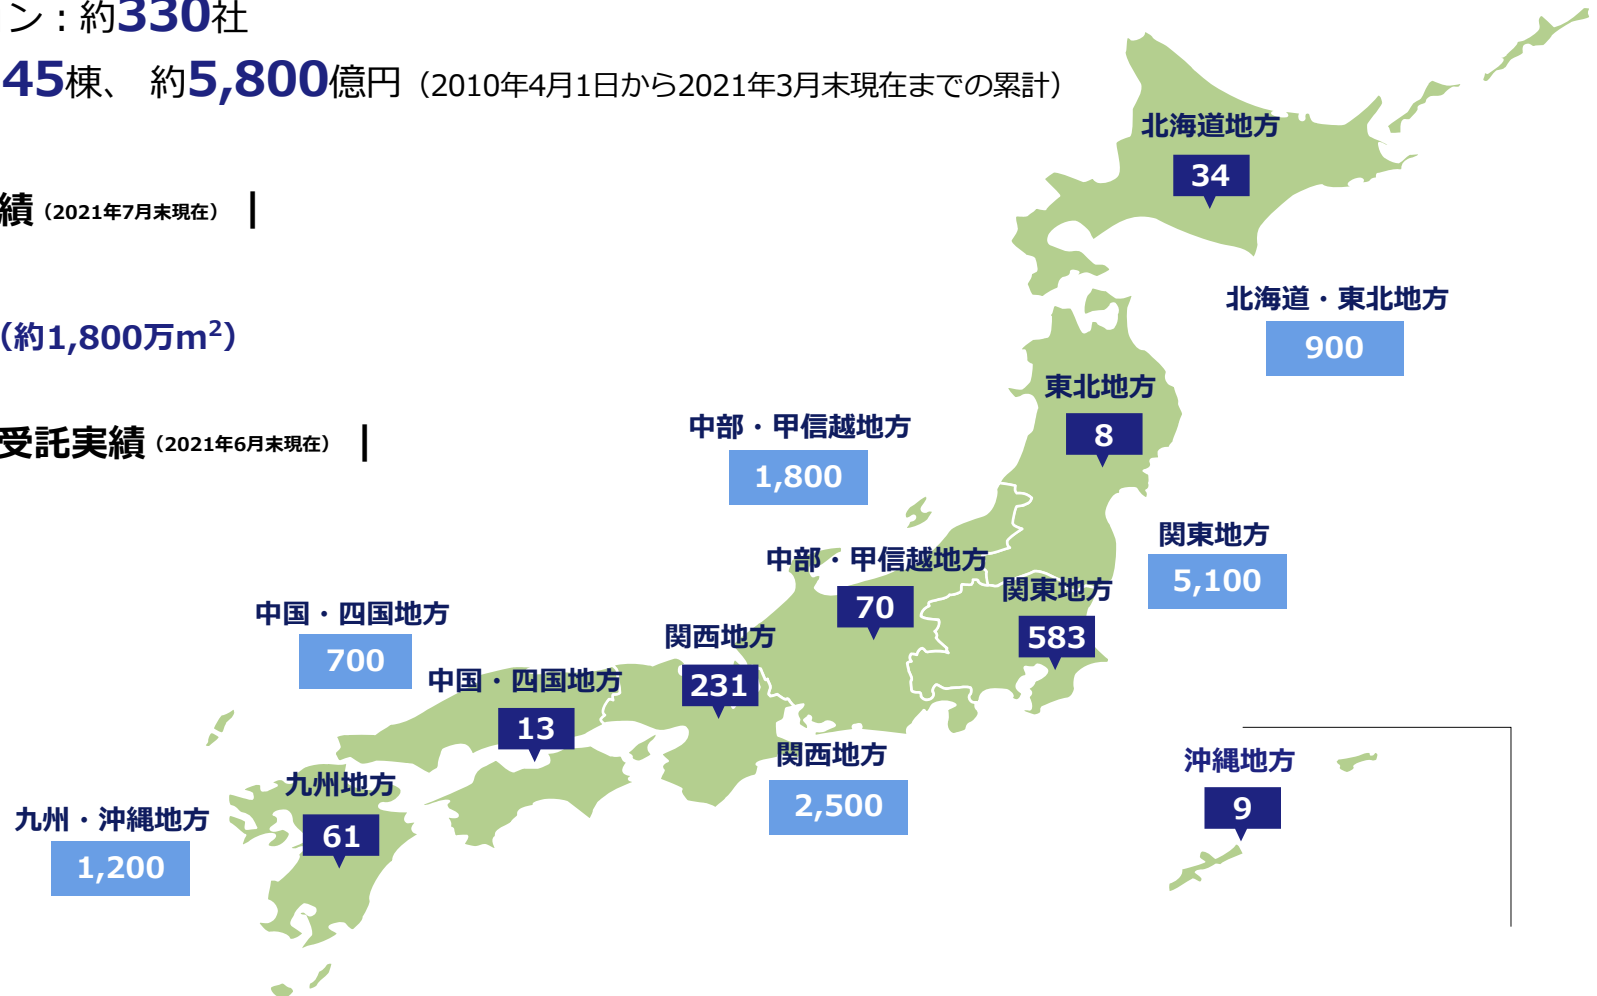 ン：約330社
45棟、 約5,800億円（2010年4月1日から2021年3月末現在までの累計）
績（2021年7月末現在） |
（約1,800万m²）
受託実績（2021年6月末現在） |
北海道地方
34
北海道・東北地方
900
東北地方
8
中部・甲信越地方
1,800
関東地方
5,100
中部・甲信越地方
70
関東地方
583
中国・四国地方
700
関西地方
231
中国・四国地方
13
関西地方
2,500
九州地方
61
九州・沖縄地方
1,200
沖縄地方
9